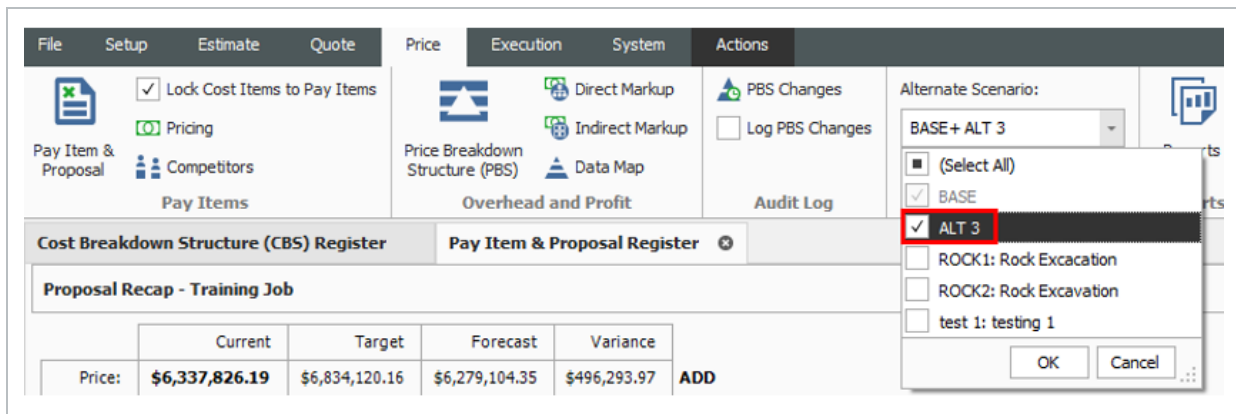 File Setup Estimate Quote Price Execution System Actions
Lock Cost Items to Pay Items
Pricing
Competitors
Pay Item &
Proposal
Pay Items
Price Breakdown
Structure (PBS)
Direct Markup
Indirect Markup
Data Map
Overhead and Profit
PBS Changes
Log PBS Changes
Audit Log
Alternate Scenario:
BASE+ ALT 3
(Select All)
BASE
ALT 3
ROCK1: Rock Excacation
ROCK2: Rock Excavation
test 1: testing 1
OK Cancel
Cost Breakdown Structure (CBS) Register Pay Item & Proposal Register
Proposal Recap - Training Job
Current Target Forecast Variance
Price: $6,337,826.19 $6,834,120.16 $6,279,104.35 $496,293.97 ADD